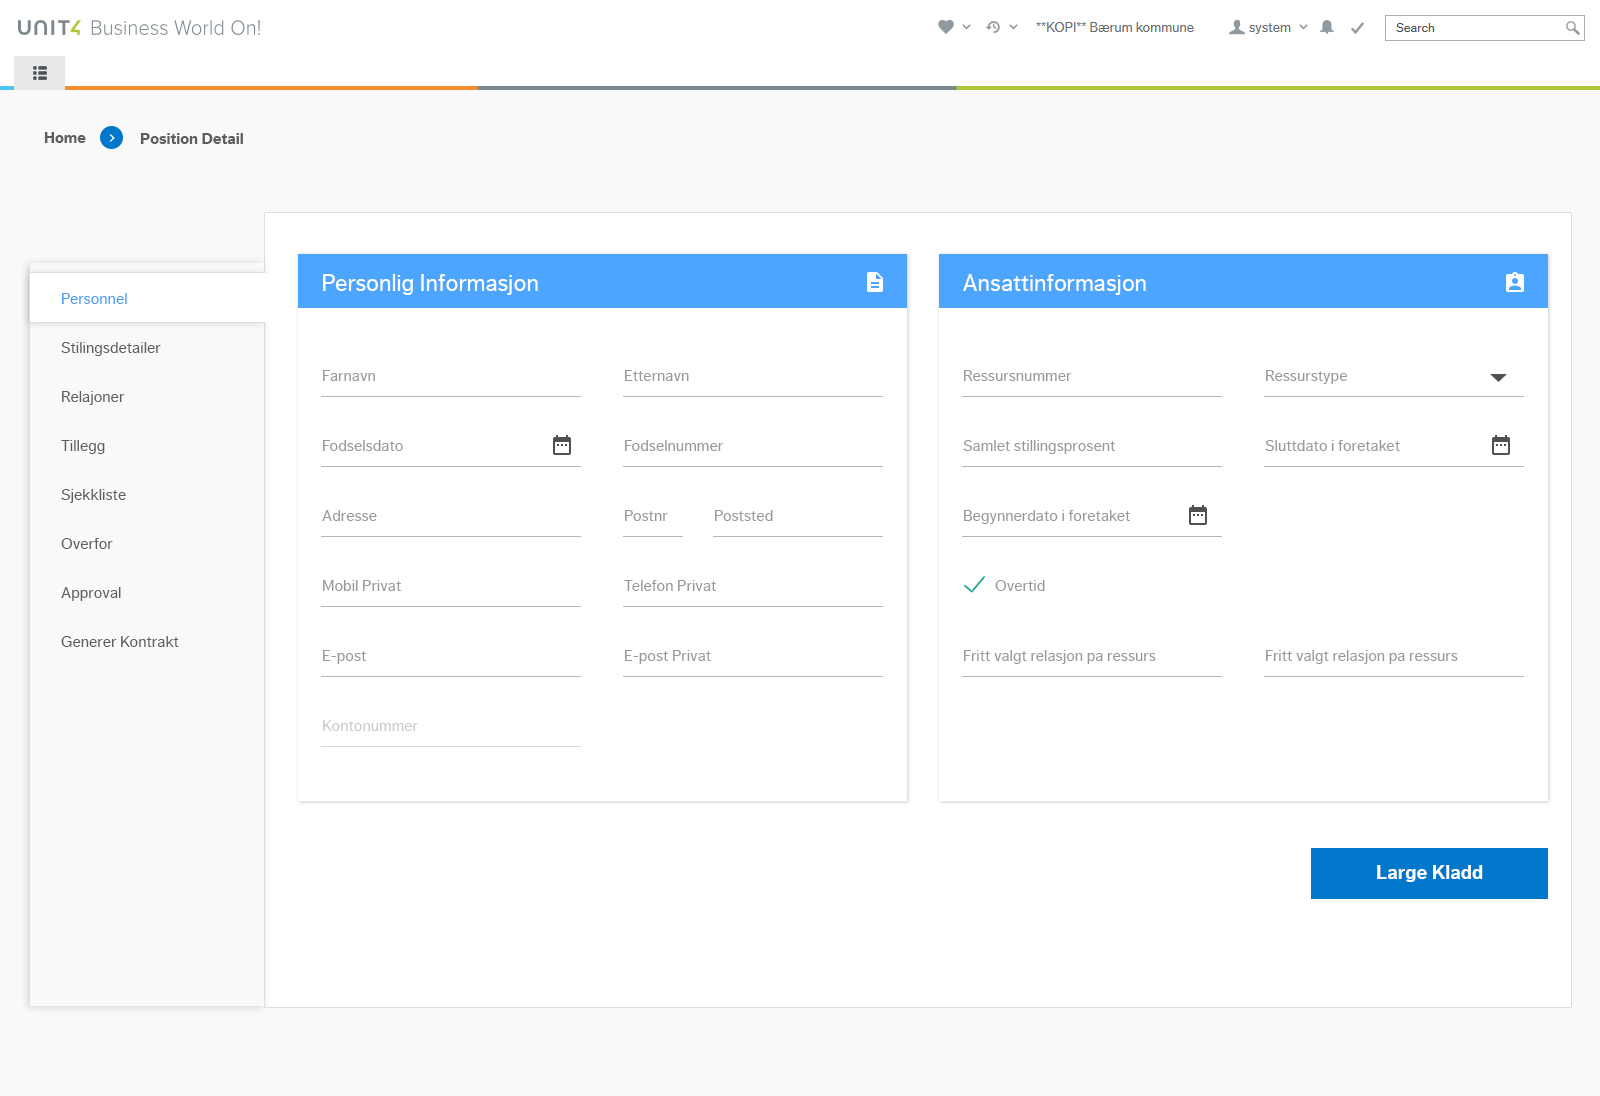 UNIT4 Business World On!
**KOPI** Bærum kommune
system
Search
Home
Position Detail
Personnel
Stilingsdetailer
Relajoner
Tillegg
Sjekkliste
Overfor
Approval
Generer Kontrakt
Personlig Informasjon
Farnavn
Etternavn
Fodselsdato
Fodselnummer
Adresse
Postnr
Poststed
Mobil Privat
Telefon Privat
E-post
E-post Privat
Kontonummer
Ansattinformasjon
Ressursnummer
Ressurstype
Samlet stillingsprosent
Sluttdato i foretaket
Begynnerdato i foretaket
Overtid
Fritt valgt relasjon pa ressurs
Fritt valgt relasjon pa ressurs
Large Kladd